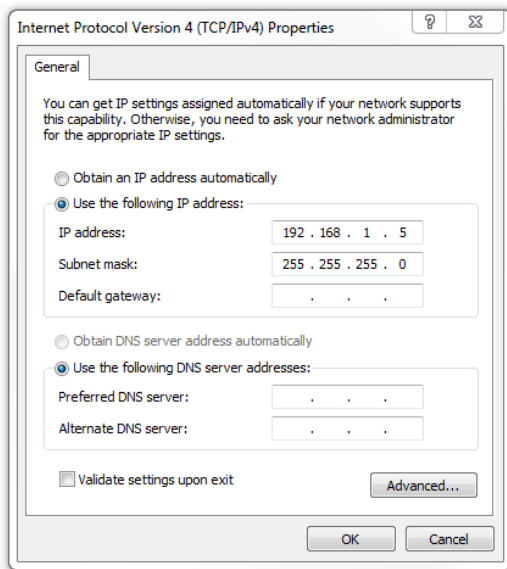 Internet Protocol Version 4 (TCP/IPv4) Properties
General
You can get IP settings assigned automatically if your network supports
this capability. Otherwise, you need to ask your network administrator
for the appropriate IP settings.
Obtain an IP address automatically
Use the following IP address:
IP address: 192 . 168 . 1 . 5
Subnet mask: 255 . 255 . 255 . 0
Default gateway: . . .
Obtain DNS server address automatically
Use the following DNS server addresses:
Preferred DNS server: . . .
Alternate DNS server: . . .
Validate settings upon exit
Advanced...
OK Cancel